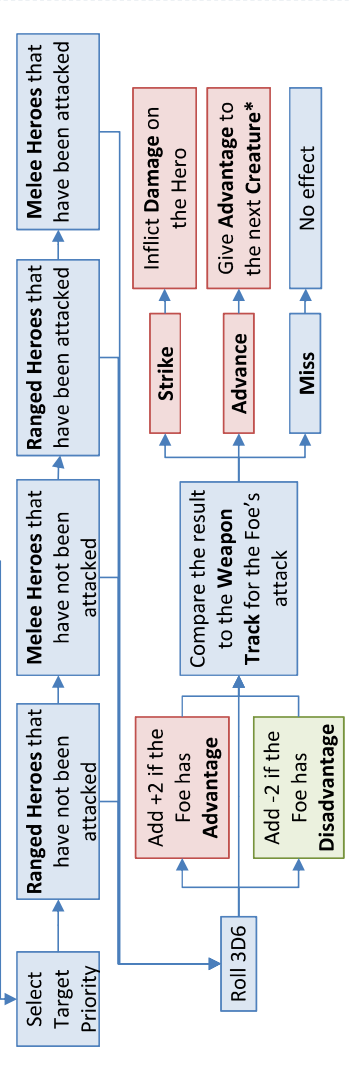 Select
Target
Priority
Ranged Heroes that
have not been
attacked
Melee Heroes that
have not been
attacked
Ranged Heroes that
have been attacked
Melee Heroes that
have been attacked
Roll 3D6
Add +2 if the
Foe has
Advantage
Add -2 if the
Foe has
Disadvantage
Compare the result
to the Weapon
Track for the Foe’s
attack
Strike
Inflict Damage on
the Hero
Advance
Give Advantage to
the next Creature*
Miss
No effect